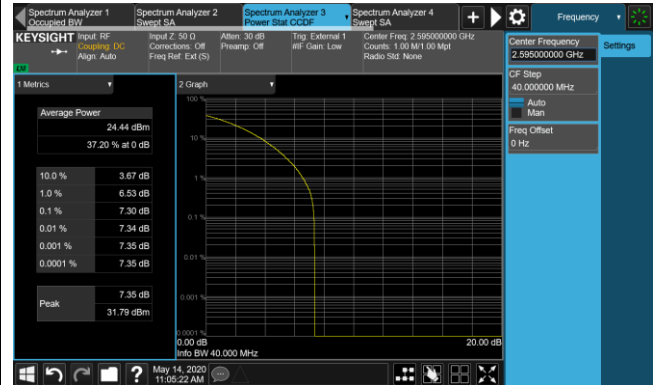 Spectrum Analyzer 1
Occupied BW
Spectrum Analyzer 2
Swept SA
Spectrum Analyzer 3
Power Stat CCDF
Spectrum Analyzer 4
Swept SA
Frequency
KEYSIGHT
Input: RF
Coupling: DC
Align: Auto
Input Z: 50 Ω
Corrections: Off
Freq Ref: Ext (S)
Atten: 30 dB
Preamp: Off
Trig: External 1
#IF Gain: Low
Center Freq: 2.595000000 GHz
Counts: 1.00 M/1.00 Mpt
Radio Std: None
LXI
Center Frequency
2.595000000 GHz
Settings
CF Step
40.000000 MHz
Auto
Man
Freq Offset
0 Hz
1 Metrics
Average Power
24.44 dBm
37.20 % at 0 dB
10.0 % 3.67 dB
1.0 % 6.53 dB
0.1 % 7.30 dB
0.01 % 7.34 dB
0.001 % 7.35 dB
0.0001 % 7.35 dB
Peak
7.35 dB
31.79 dBm
2 Graph
100 %
10 %
1 %
0.1 %
0.01 %
0.001 %
0.0001 %
0.00 dB
20.00 dB
Info BW 40.000 MHz
?
May 14, 2020
11:05:22 AM